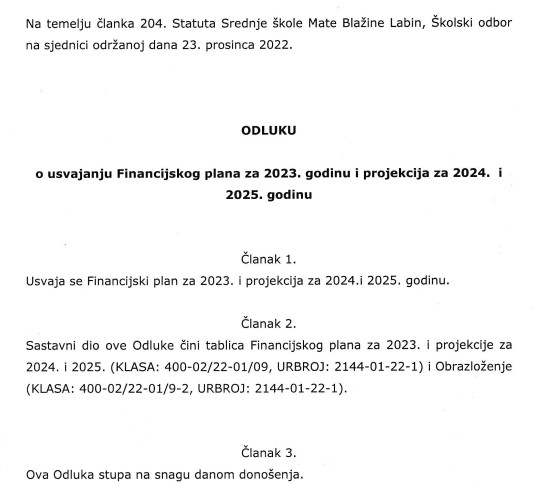 Na temelju članka 204. Statuta Srednje škole Mate Blažine Labin, Školski odbor
na sjednici održanoj dana 23. prosinca 2022.
ODLUKU
o usvajanju Financijskog plana za 2023. godinu i projekcija za 2024. i
2025. godinu
Članak 1.
Usvaja se Financijski plan za 2023. i projekcija za 2024.i 2025. godinu.
Članak 2.
Sastavni dio ove Odluke čini tablica Financijskog plana za 2023. i projekcije za
2024. i 2025. (KLASA: 400-02/22-01/09, URBROJ: 2144-01-22-1) i Obrazloženje
(KLASA: 400-02/22-01/9-2, URBROJ: 2144-01-22-1).
Članak 3.
Ova Odluka stupa na snagu danom donošenja.